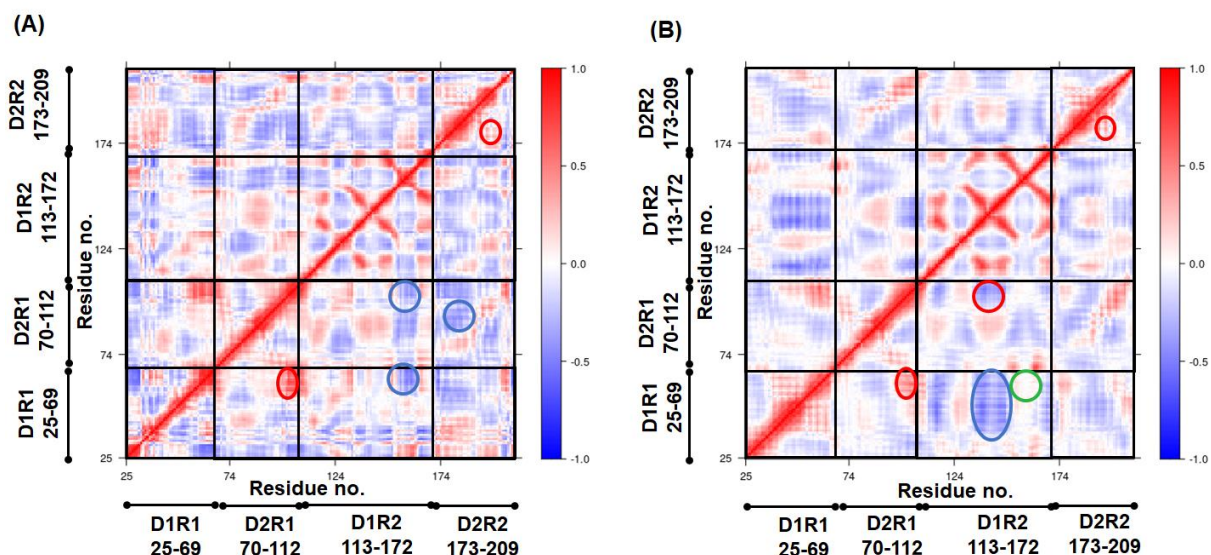 (A)
(B)
D2R2
173-209
D1R2
113-172
D2R1
70-112
D1R1
25-69
Residue no.
174
124
74
25
25
74
124
174
Residue no.
D1R1
25-69
D2R1
70-112
D1R2
113-172
D2R2
173-209
1.0
0.5
0.0
-0.5
-1.0
D2R2
173-209
D1R2
113-172
D2R1
70-112
D1R1
25-69
Residue no.
174
124
74
25
25
74
124
174
Residue no.
D1R1
25-69
D2R1
70-112
D1R2
113-172
D2R2
173-209
1.0
0.5
0.0
-0.5
-1.0